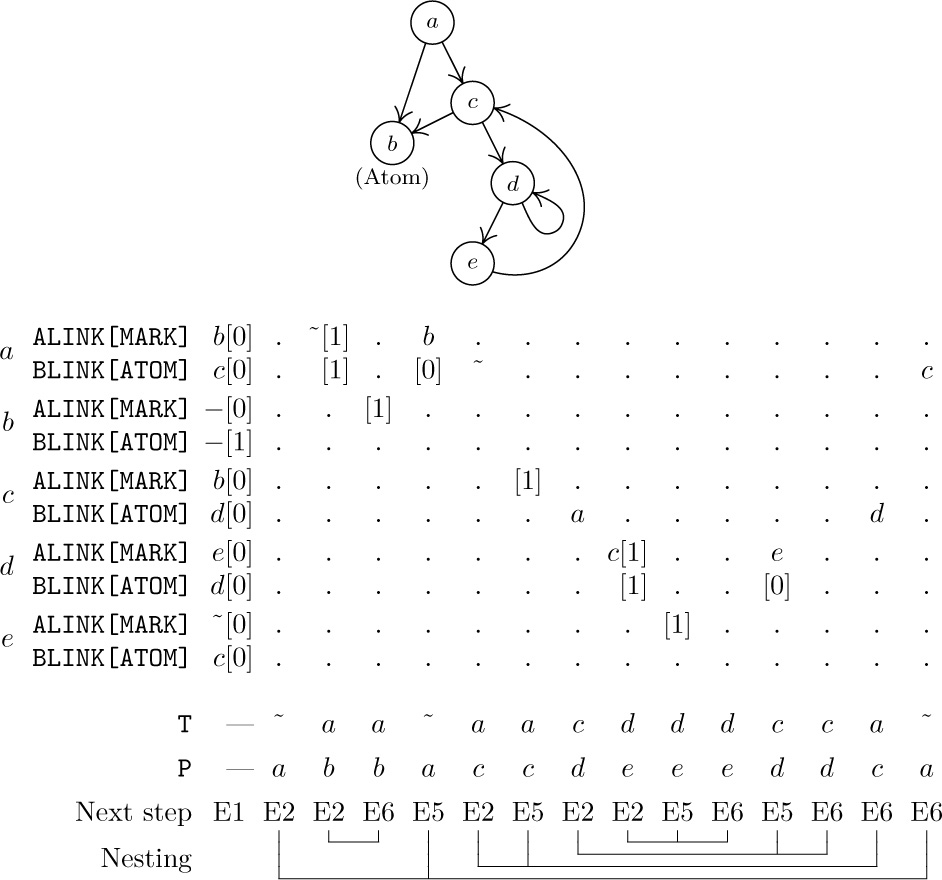 a
c
b
(Atom)
d
e
a ALINK[MARK] b[0] . ~[1] . b . . . . . . . . . .
BLINK[ATOM] c[0] . [1] . [0] ~ . . . . . . . . c
b ALINK[MARK] −[0] . . [1] . . . . . . . . . . .
BLINK[ATOM] −[1] . . . . . . . . . . . . . .
c ALINK[MARK] b[0] . . . . . [1] . . . . . . . .
BLINK[ATOM] d[0] . . . . . . a . . . . . d .
d ALINK[MARK] e[0] . . . . . . . c[1] . . e . . .
BLINK[ATOM] d[0] . . . . . . . [1] . . [0] . . .
e ALINK[MARK] ~[0] . . . . . . . . [1] . . . . .
BLINK[ATOM] c[0] . . . . . . . . . . . . . .
T — ~ a a ~ a a c d d d c c a ~
P — a b b a c c d e e e d d c a
Next step E1 E2 E2 E6 E5 E2 E5 E2 E2 E5 E6 E5 E6 E6 E6
Nesting